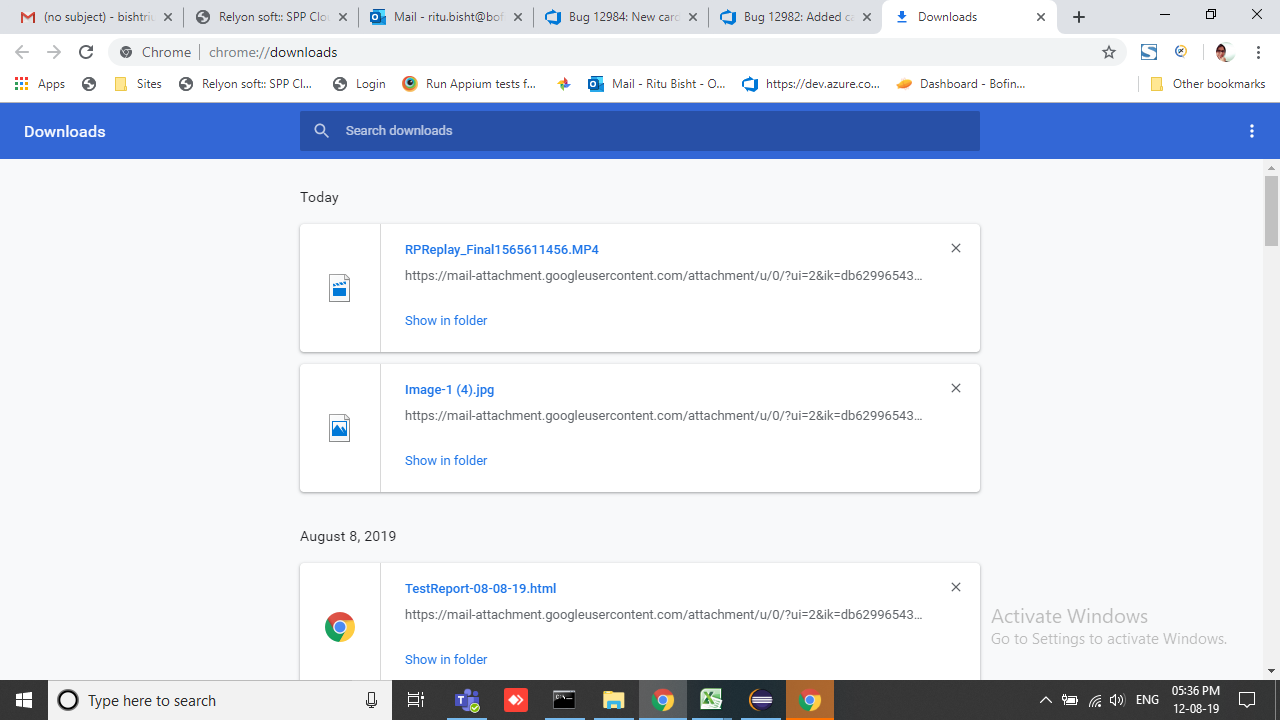 (no subject) - bishtriu
Relyon soft:: SPP Clou
Mail - ritu.bisht@bof
Bug 12984: New card
Bug 12982: Added ca
Downloads
Chrome
chrome://downloads
Apps
Sites
Relyon soft:: SPP Cl...
Login
Run Appium tests f...
Mail - Ritu Bisht - O...
https://dev.azure.co...
Dashboard - Bofin...
Other bookmarks
Downloads
Search downloads
Today
RPReplay_Final1565611456.MP4
https://mail-attachment.googleusercontent.com/attachment/u/0/?ui=2&ik=db62996543...
Show in folder
Image-1 (4).jpg
https://mail-attachment.googleusercontent.com/attachment/u/0/?ui=2&ik=db62996543...
Show in folder
August 8, 2019
TestReport-08-08-19.html
https://mail-attachment.googleusercontent.com/attachment/u/0/?ui=2&ik=db62996543...
Show in folder
Activate Windows
Go to Settings to activate Windows.
Type here to search
ENG
05:36 PM
12-08-19